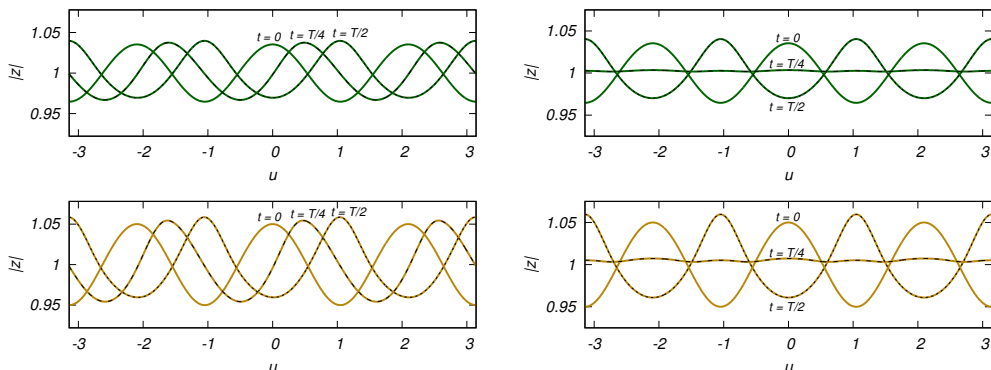 1.05
1
0.95
|z|
t = 0 t = T/4 t = T/2
-3 -2 -1 0 1 2 3
u
1.05
1
0.95
|z|
t = 0
t = T/4
t = T/2
-3 -2 -1 0 1 2 3
u
1.05
1
0.95
|z|
t = 0 t = T/4 t = T/2
-3 -2 -1 0 1 2 3
u
1.05
1
0.95
|z|
t = 0
t = T/4
t = T/2
-3 -2 -1 0 1 2 3
u